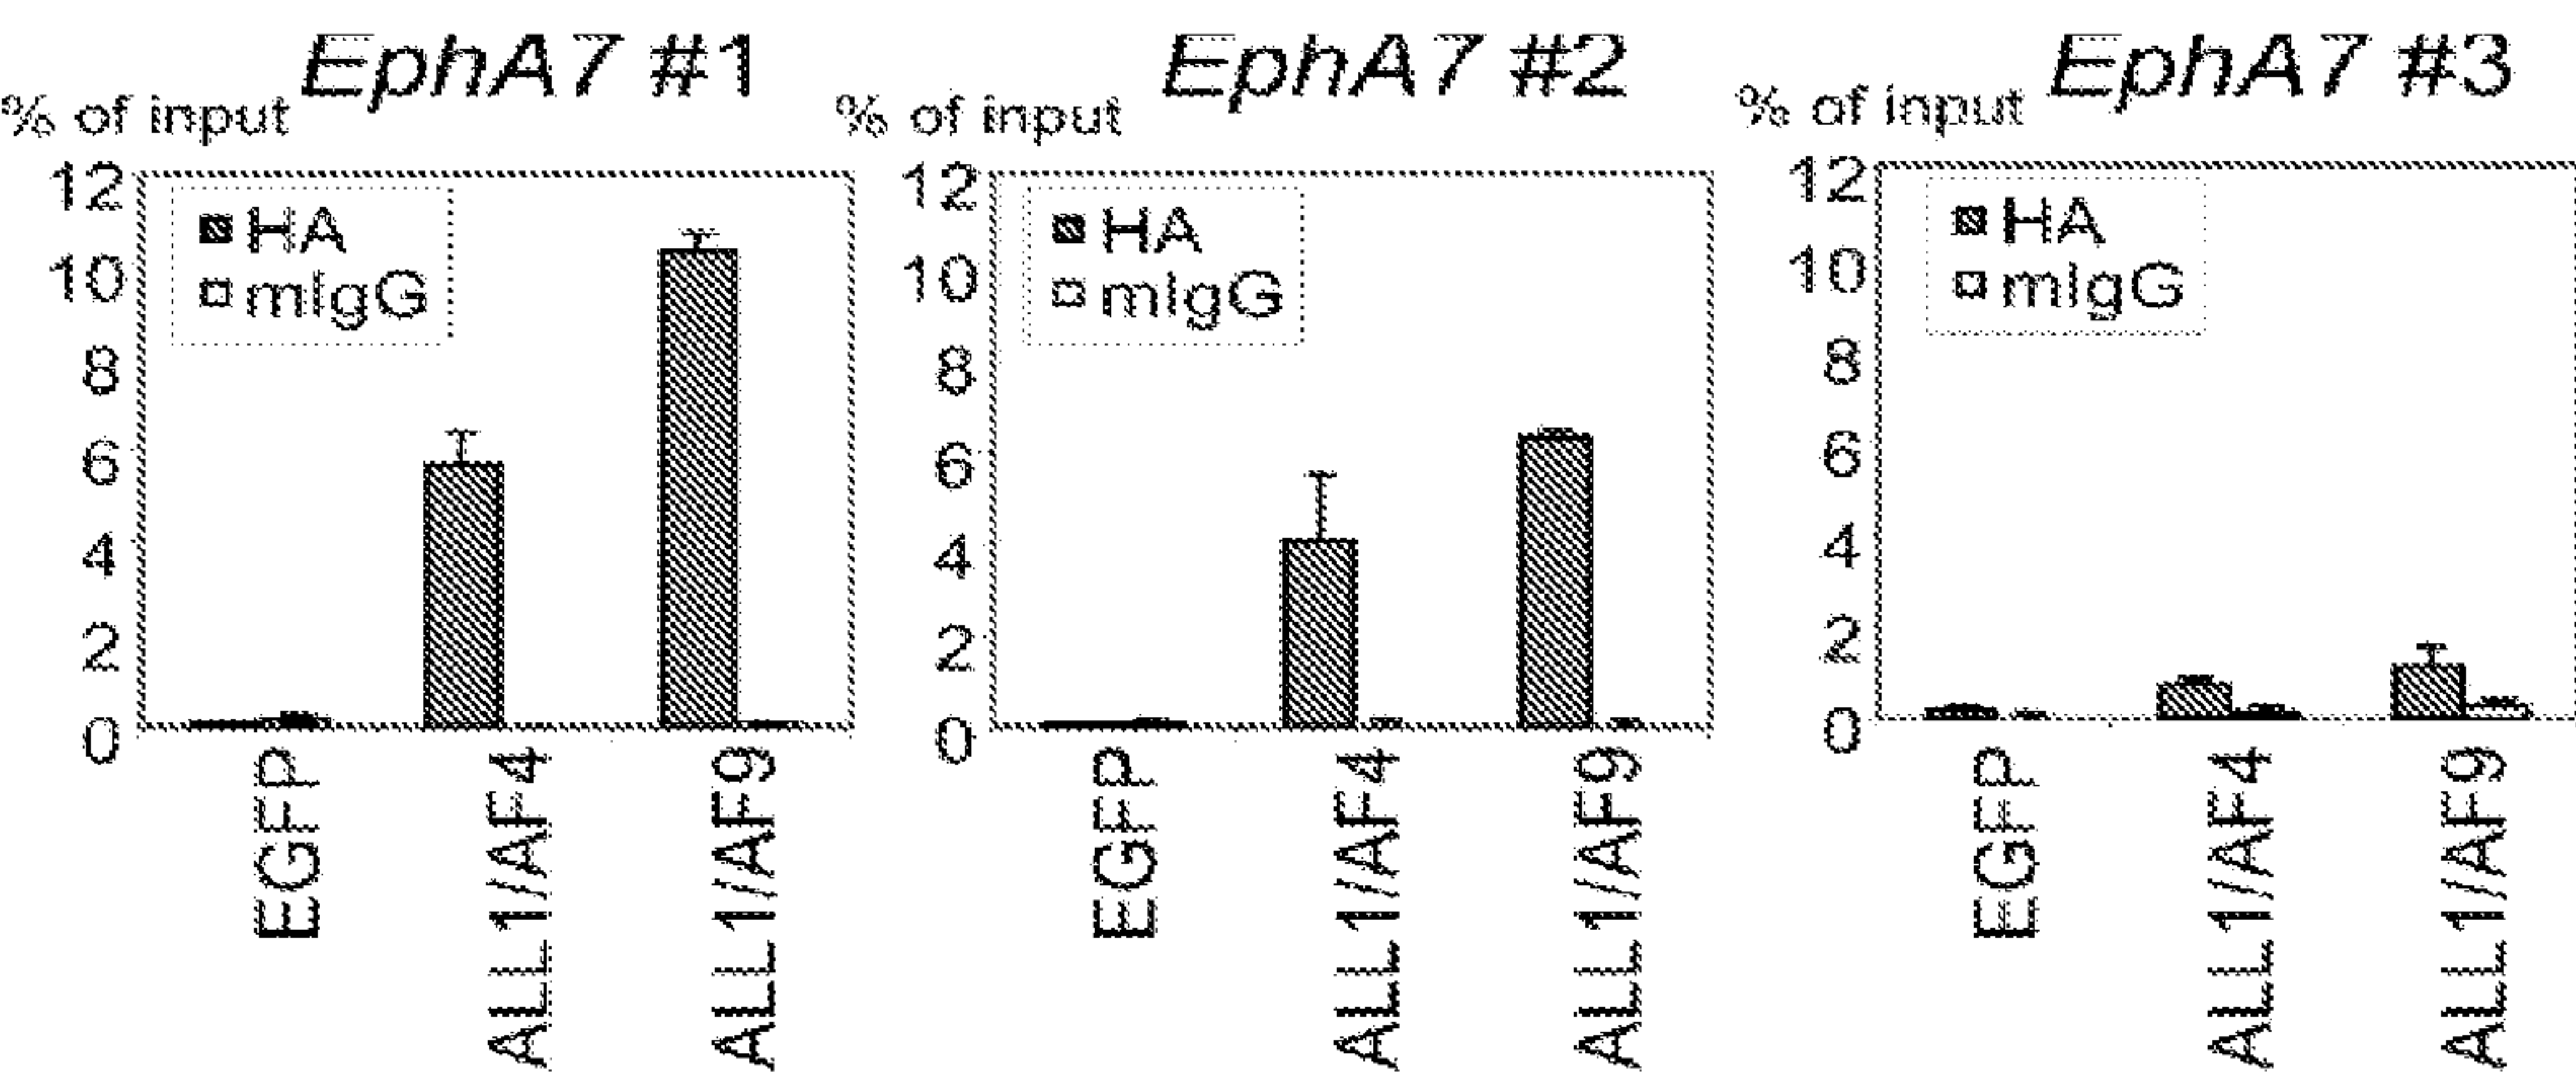 EphA7 #1
% of input
12
10
8
6
4
2
0
HA
mIgG
EGFP
ALL1/AF4
ALL1/AF9
EphA7 #2
% of input
12
10
8
6
4
2
0
HA
mIgG
EGFP
ALL1/AF4
ALL1/AF9
EphA7 #3
% of input
12
10
8
6
4
2
0
HA
mIgG
EGFP
ALL1/AF4
ALL1/AF9